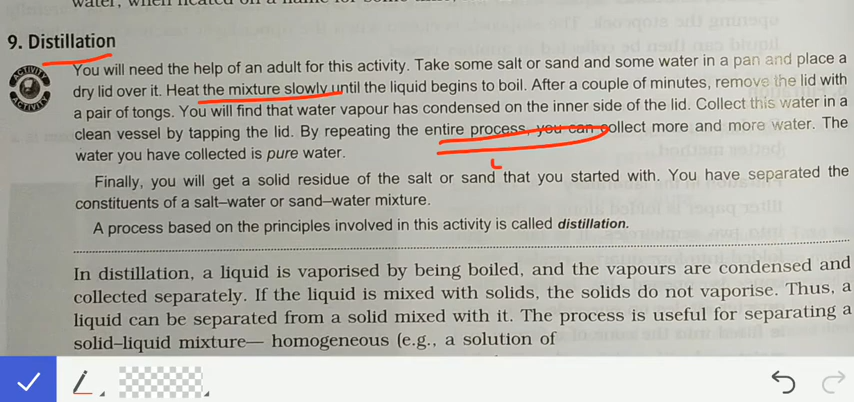 water, when heated on a flame for some
9. Distillation
ACTIVITY
You will need the help of an adult for this activity. Take some salt or sand and some water in a pan and place a
dry lid over it. Heat the mixture slowly until the liquid begins to boil. After a couple of minutes, remove the lid with
a pair of tongs. You will find that water vapour has condensed on the inner side of the lid. Collect this water in a
clean vessel by tapping the lid. By repeating the entire process, you can collect more and more water. The
ACTIVITY
water you have collected is pure water.
Finally, you will get a solid residue of the salt or sand that you started with. You have separated the
constituents of a salt–water or sand–water mixture.
A process based on the principles involved in this activity is called distillation.
In distillation, a liquid is vaporised by being boiled, and the vapours are condensed and
collected separately. If the liquid is mixed with solids, the solids do not vaporise. Thus, a
liquid can be separated from a solid mixed with it. The process is useful for separating a
solid–liquid mixture— homogeneous (e.g., a solution of